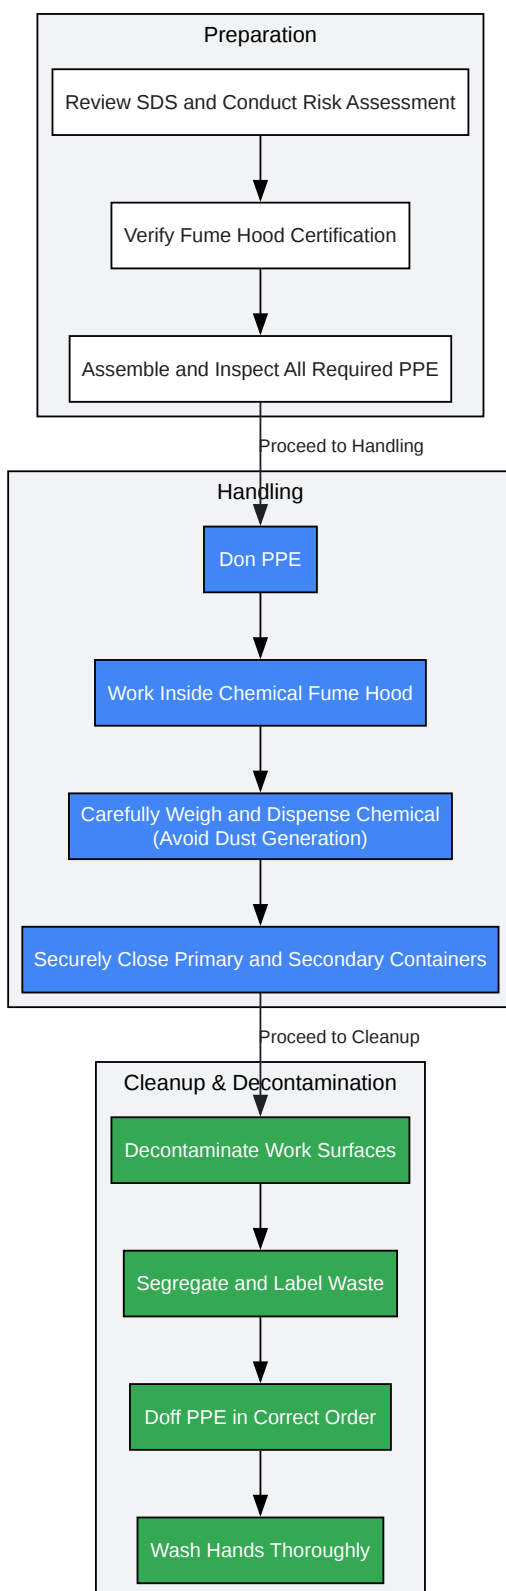 Preparation
Review SDS and Conduct Risk Assessment
Verify Fume Hood Certification
Assemble and Inspect All Required PPE
Proceed to Handling
Handling
Don PPE
Work Inside Chemical Fume Hood
Carefully Weigh and Dispense Chemical
(Avoid Dust Generation)
Securely Close Primary and Secondary Containers
Proceed to Cleanup
Cleanup & Decontamination
Decontaminate Work Surfaces
Segregate and Label Waste
Doff PPE in Correct Order
Wash Hands Thoroughly